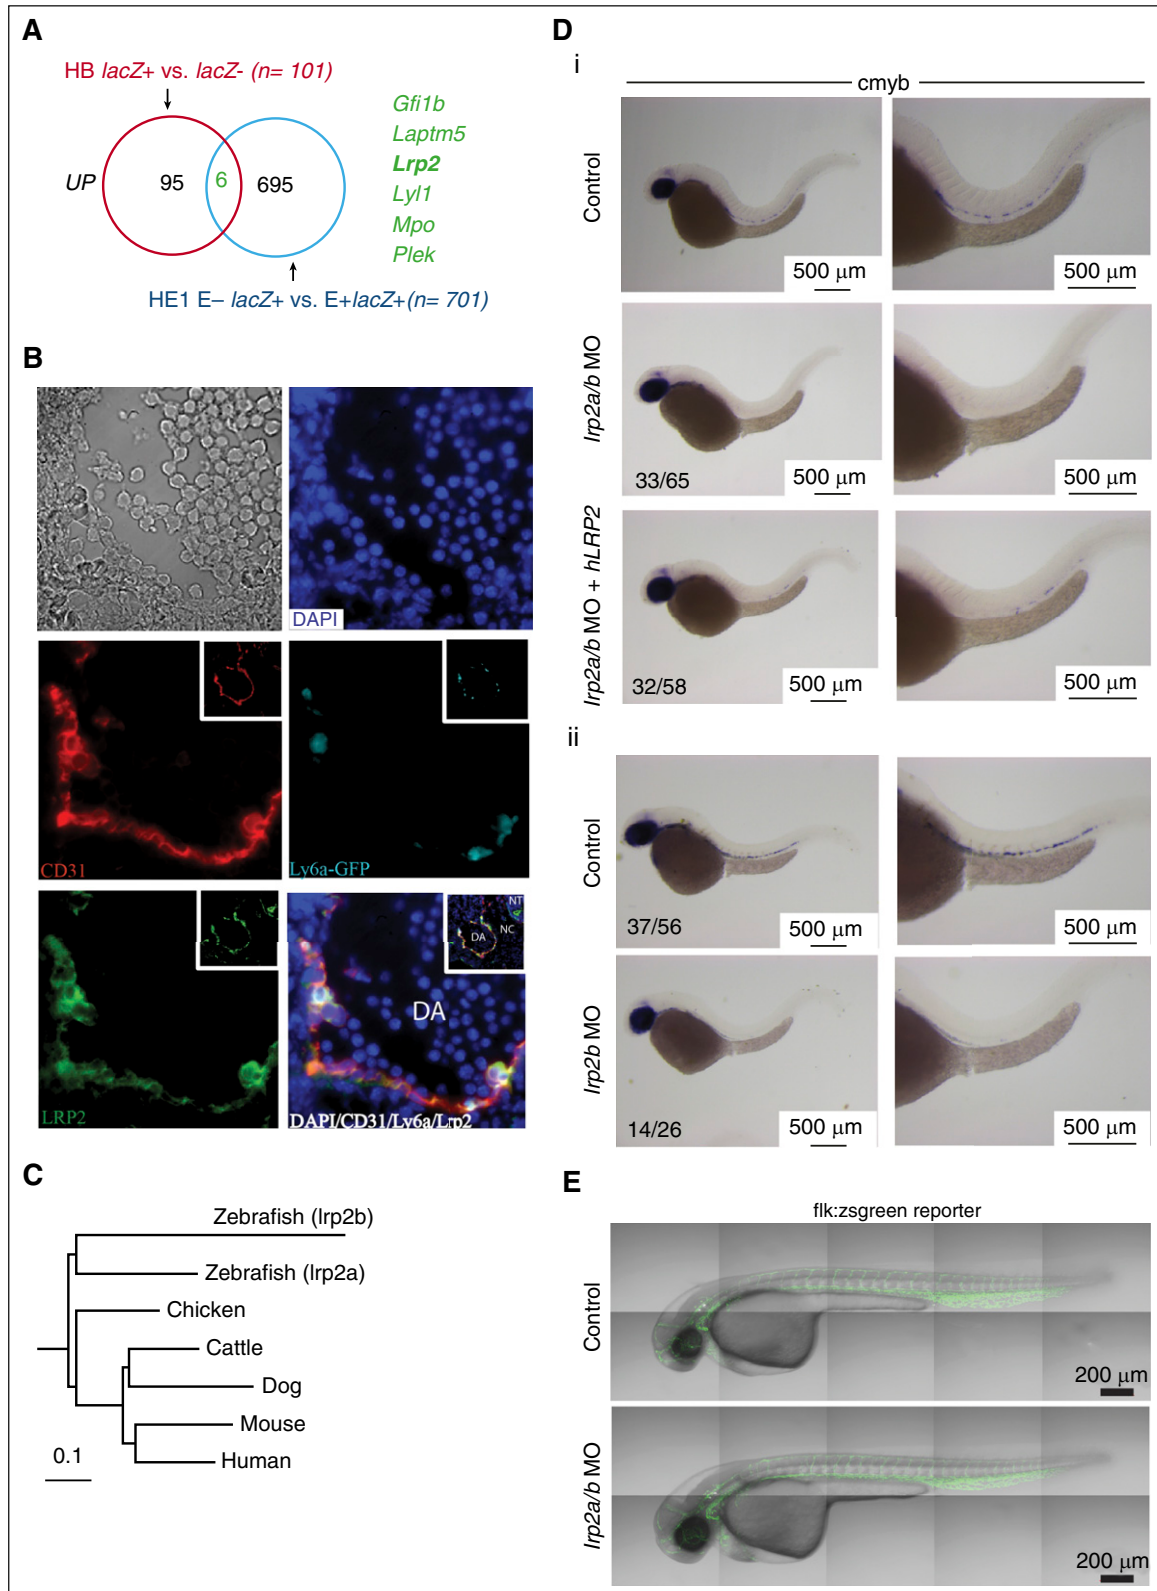 A
HB lacZ+ vs. lacZ- (n= 101)
UP
95
6
695
Gfi1b
Laptm5
Lrp2
Lyl1
Mpo
Plek
HE1 E– lacZ+ vs. E+lacZ+(n= 701)
B
DAPI
CD31
Ly6a-GFP
LRP2
NT
NC
DA
DA
DAPI/CD31/Ly6a/Lrp2
C
Zebrafish (lrp2b)
Zebrafish (lrp2a)
Chicken
Cattle
Dog
Mouse
Human
0.1
D
i
cmyb
Control
500 μm
500 μm
lrp2a/b MO
33/65
500 μm
500 μm
lrp2a/b MO + hLRP2
32/58
500 μm
500 μm
ii
Control
37/56
500 μm
500 μm
lrp2b MO
14/26
500 μm
500 μm
E
flk:zsgreen reporter
Control
200 μm
lrp2a/b MO
200 μm